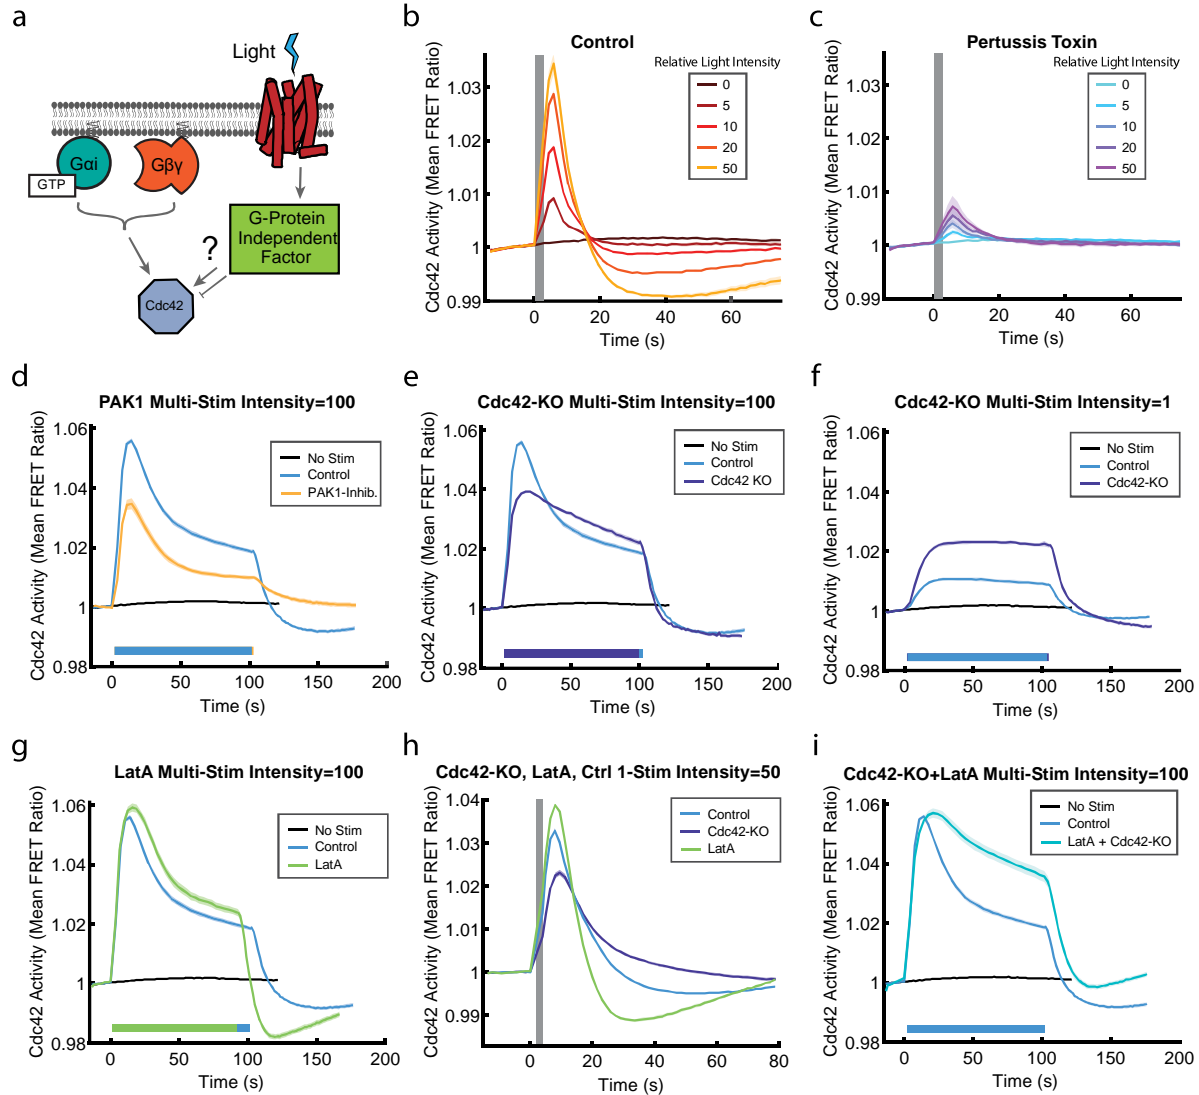 a
Light
Gαi
GTP
Gβγ
G-Protein
Independent
Factor
?
Cdc42
b
Control
Cdc42 Activity (Mean FRET Ratio)
1.03
1.02
1.01
1
0.99
0
20
40
60
Time (s)
Relative Light Intensity
0
5
10
20
50
c
Pertussis Toxin
Cdc42 Activity (Mean FRET Ratio)
1.03
1.02
1.01
1
0.99
0
20
40
60
Time (s)
Relative Light Intensity
0
5
10
20
50
d
PAK1 Multi-Stim Intensity=100
Cdc42 Activity (Mean FRET Ratio)
1.06
1.04
1.02
1
0.98
0
50
100
150
200
Time (s)
No Stim
Control
PAK1-Inhib.
e
Cdc42-KO Multi-Stim Intensity=100
Cdc42 Activity (Mean FRET Ratio)
1.06
1.04
1.02
1
0.98
0
50
100
150
200
Time (s)
No Stim
Control
Cdc42 KO
f
Cdc42-KO Multi-Stim Intensity=1
Cdc42 Activity (Mean FRET Ratio)
1.06
1.04
1.02
1
0.98
0
50
100
150
200
Time (s)
No Stim
Control
Cdc42-KO
g
LatA Multi-Stim Intensity=100
Cdc42 Activity (Mean FRET Ratio)
1.06
1.04
1.02
1
0.98
0
50
100
150
200
Time (s)
No Stim
Control
LatA
h
Cdc42-KO, LatA, Ctrl 1-Stim Intensity=50
Cdc42 Activity (Mean FRET Ratio)
1.04
1.03
1.02
1.01
1
0.99
0
20
40
60
80
Time (s)
Control
Cdc42-KO
LatA
i
Cdc42-KO+LatA Multi-Stim Intensity=100
Cdc42 Activity (Mean FRET Ratio)
1.06
1.04
1.02
1
0.98
0
50
100
150
200
Time (s)
No Stim
Control
LatA + Cdc42-KO